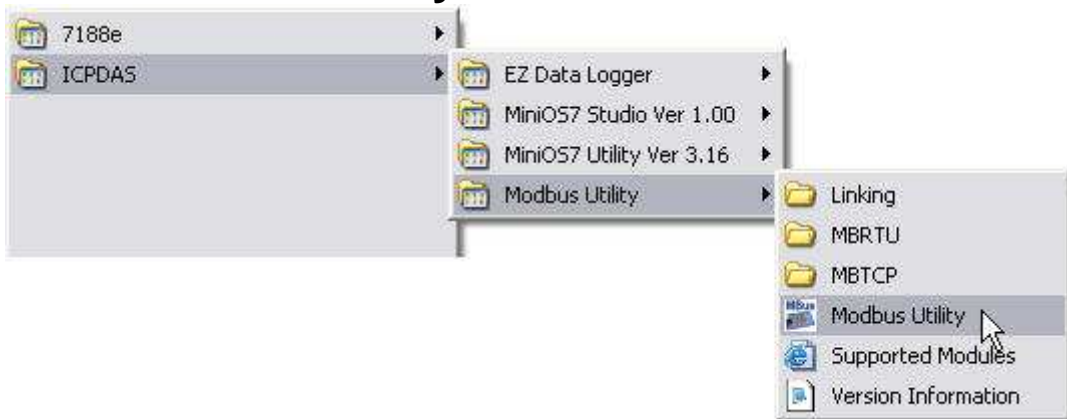 7188e
ICPDAS
EZ Data Logger
MiniOS7 Studio Ver 1.00
MiniOS7 Utility Ver 3.16
Modbus Utility
Linking
MBRTU
MBTCP
Modbus Utility
Supported Modules
Version Information